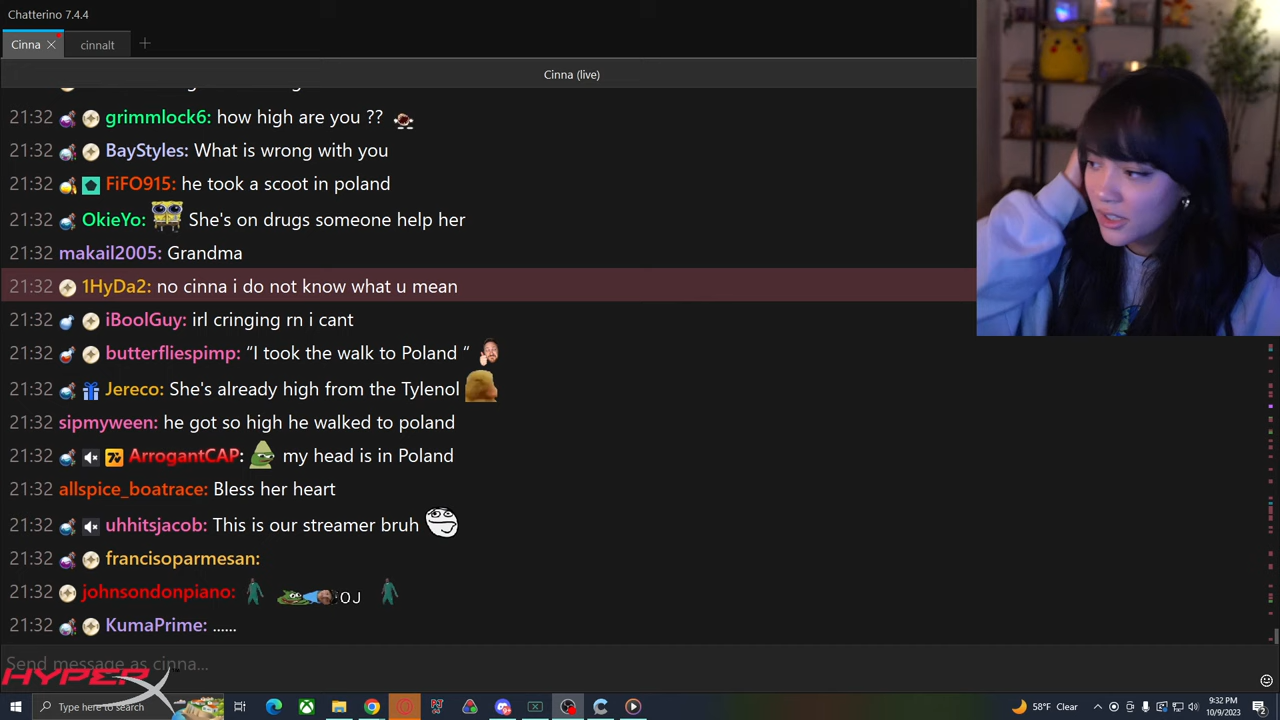 Chatterino 7.4.4
Cinna
cinnalt
Cinna (live)
21:32 grimmlock6: how high are you ??
21:32 BayStyles: What is wrong with you
21:32 FiFO915: he took a scoot in poland
21:32 OkieYo: She's on drugs someone help her
21:32 makail2005: Grandma
21:32 1HyDa2: no cinna i do not know what u mean
21:32 iBoolGuy: irl cringing rn i cant
21:32 butterfliespimp: “I took the walk to Poland “
21:32 Jereco: She's already high from the Tylenol
21:32 sipmyween: he got so high he walked to poland
21:32 ArrogantCAP: my head is in Poland
21:32 allspice_boatrace: Bless her heart
21:32 uhhitsjacob: This is our streamer bruh
21:32 francisoparmesan:
21:32 johnsondonpiano: OJ
21:32 KumaPrime: ......
Send message as cinna...
HYPERX
Type here to search
58°F Clear
9:32 PM
10/9/2023
2